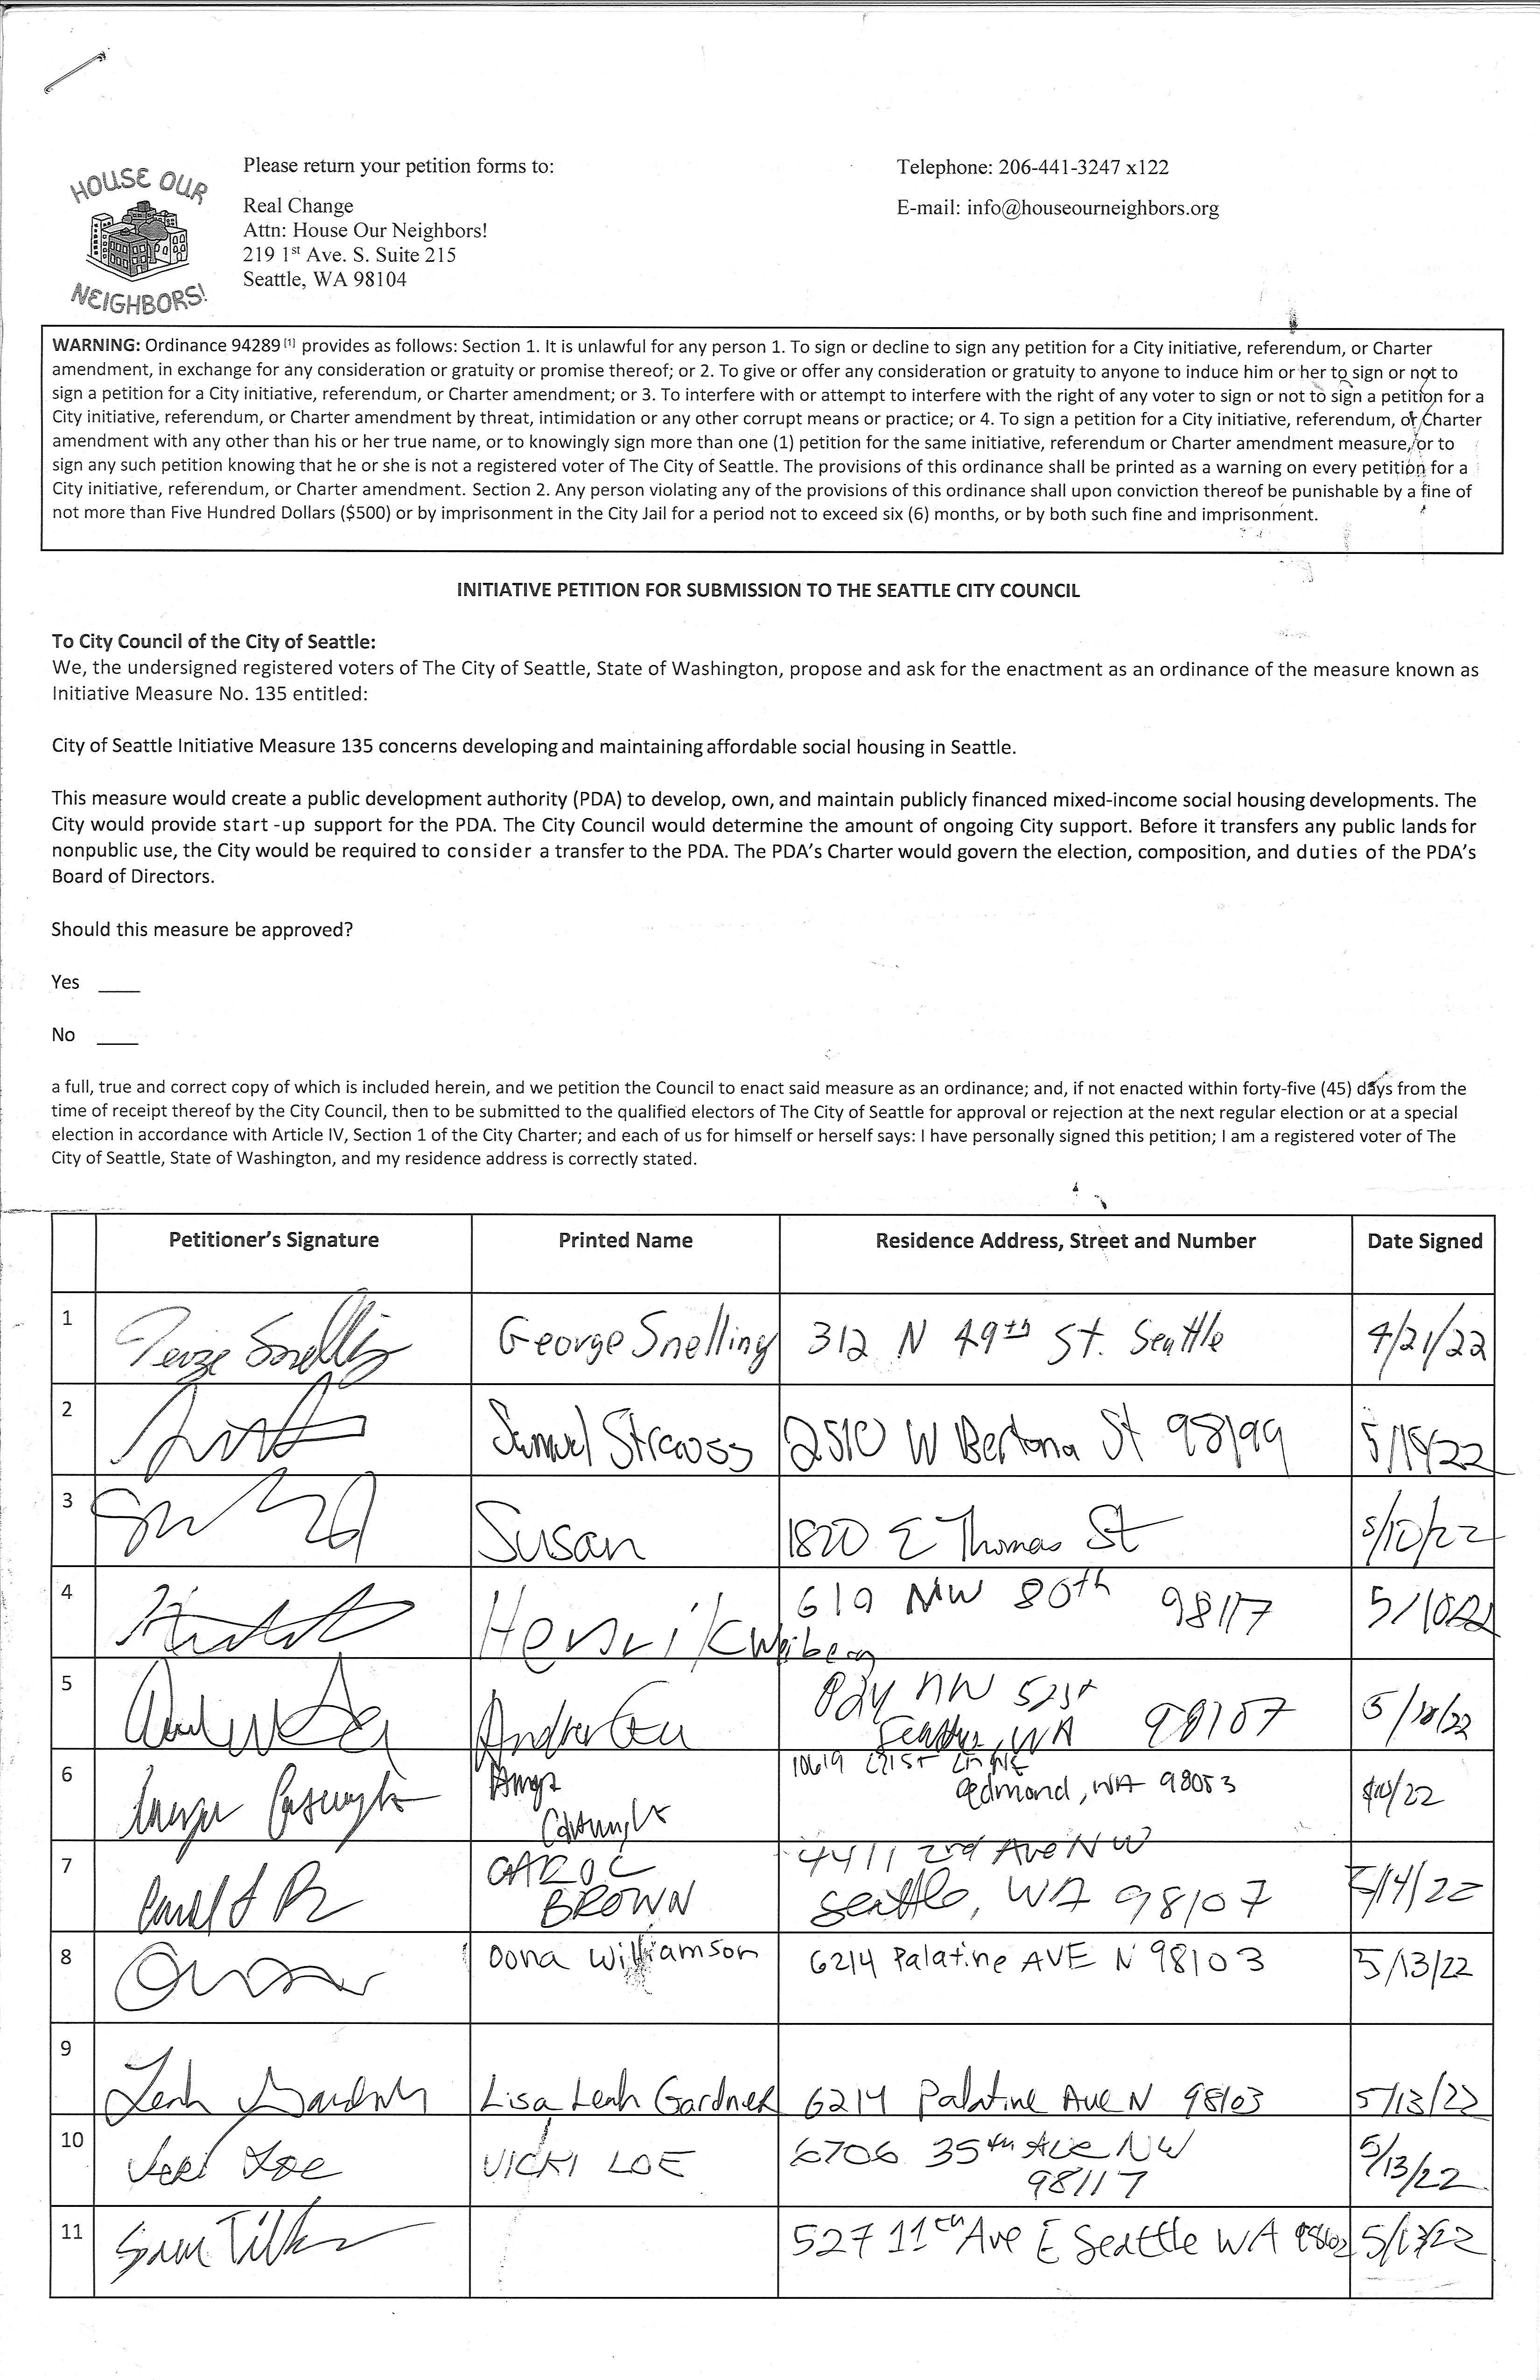 HOUSE OUR
NEIGHBORS!
Please return your petition forms to:
Real Change
Attn: House Our Neighbors!
219 1st Ave. S. Suite 215
Seattle, WA 98104
Telephone: 206-441-3247 x122
E-mail: info@houseourneighbors.org
WARNING: Ordinance 94289 [1] provides as follows: Section 1. It is unlawful for any person 1. To sign or decline to sign any petition for a City initiative, referendum, or Charter
amendment, in exchange for any consideration or gratuity or promise thereof; or 2. To give or offer any consideration or gratuity to anyone to induce him or her to sign or not to
sign a petition for a City initiative, referendum, or Charter amendment; or 3. To interfere with or attempt to interfere with the right of any voter to sign or not to sign a petition for a
City initiative, referendum, or Charter amendment by threat, intimidation or any other corrupt means or practice; or 4. To sign a petition for a City initiative, referendum, or Charter
amendment with any other than his or her true name, or to knowingly sign more than one (1) petition for the same initiative, referendum or Charter amendment measure, or to
sign any such petition knowing that he or she is not a registered voter of The City of Seattle. The provisions of this ordinance shall be printed as a warning on every petition for a
City initiative, referendum, or Charter amendment. Section 2. Any person violating any of the provisions of this ordinance shall upon conviction thereof be punishable by a fine of
not more than Five Hundred Dollars ($500) or by imprisonment in the City Jail for a period not to exceed six (6) months, or by both such fine and imprisonment.
INITIATIVE PETITION FOR SUBMISSION TO THE SEATTLE CITY COUNCIL
To City Council of the City of Seattle:
We, the undersigned registered voters of The City of Seattle, State of Washington, propose and ask for the enactment as an ordinance of the measure known as
Initiative Measure No. 135 entitled:
City of Seattle Initiative Measure 135 concerns developing and maintaining affordable social housing in Seattle.
This measure would create a public development authority (PDA) to develop, own, and maintain publicly financed mixed-income social housing developments. The
City would provide start -up support for the PDA. The City Council would determine the amount of ongoing City support. Before it transfers any public lands for
nonpublic use, the City would be required to consider a transfer to the PDA. The PDA's Charter would govern the election, composition, and duties of the PDA's
Board of Directors.
Should this measure be approved?
Yes ___
No ___
a full, true and correct copy of which is included herein, and we petition the Council to enact said measure as an ordinance; and, if not enacted within forty-five (45) days from the
time of receipt thereof by the City Council, then to be submitted to the qualified electors of The City of Seattle for approval or rejection at the next regular election or at a special
election in accordance with Article IV, Section 1 of the City Charter; and each of us for himself or herself says: I have personally signed this petition; I am a registered voter of The
City of Seattle, State of Washington, and my residence address is correctly stated.
Petitioner's Signature Printed Name Residence Address, Street and Number Date Signed
1 George Snelling George Snelling 312 N 49th St. Seattle 4/21/22
2 Samuel Strauss 2510 W Bertona St 98199 5/15/22
3 Susan 1820 E Thomas St 5/10/22
4 Henrik Weiberg 619 NW 80th 98117 5/10/22
5 Andrew NW
Seattle, WA 98107
6 10619
Redmond, WA 98053
7 CAROL 4411 2nd Ave NW 5/14/22
BROWN Seattle, WA 98107
8 Oona Williamson 6214 Palatine AVE N 98103 5/13/22
9 Leah Gardner Lisa Leah Gardner 6214 Palatine Ave N 98103 5/13/22
10 Vicki Loe VICKI LOE 6706 35th Ave NW 5/13/22
98117
11 Sam 527 11th Ave E Seattle WA 98102 5/13/22